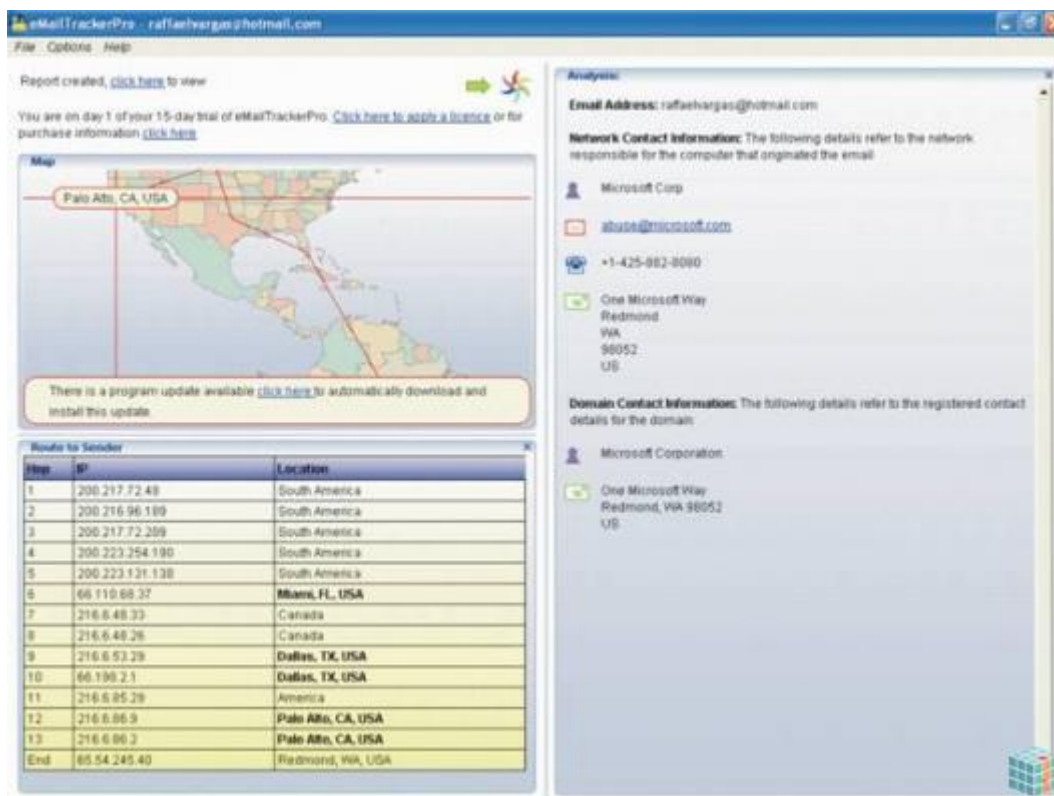 eMailTrackerPro - raffaelvargas@hotmail.com
File Options Help
Report created, click here to view
You are on day 1 of your 15-day trial of eMailTrackerPro. Click here to apply a licence or for
purchase information click here
Map
Palo Alto, CA, USA
There is a program update available click here to automatically download and
install this update
Route to Sender
Hop IP Location
1 200.217.72.49 South America
2 200.216.96.189 South America
3 200.217.72.209 South America
4 200.223.254.190 South America
5 200.223.131.138 South America
6 66.110.68.37 Miami, FL, USA
7 216.6.48.33 Canada
8 216.6.48.26 Canada
9 216.6.53.29 Dallas, TX, USA
10 66.198.2.1 Dallas, TX, USA
11 216.6.85.29 America
12 216.6.86.9 Palo Alto, CA, USA
13 216.6.86.2 Palo Alto, CA, USA
End 65.54.245.40 Redmond, WA, USA
Analysis:
Email Address: raffaelvargas@hotmail.com
Network Contact Information: The following details refer to the network
responsible for the computer that originated the email
Microsoft Corp
abuse@microsoft.com
+1-425-882-8080
One Microsoft Way
Redmond
WA
98052
US
Domain Contact Information: The following details refer to the registered contact
details for the domain
Microsoft Corporation
One Microsoft Way
Redmond, WA 98052
US